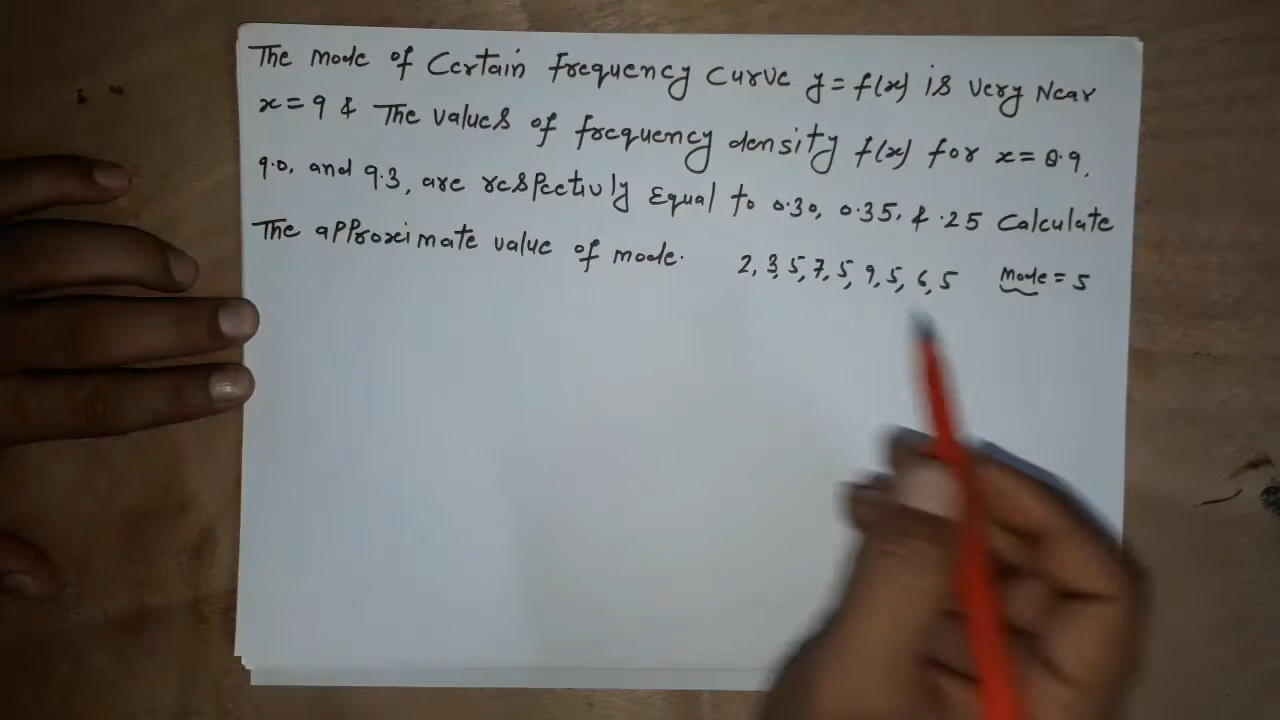 The mode of Certain frequency curve y = f(x) is very Near
x = 9 & The values of frequency density f(x) for x = 8.9,
9.0, and 9.3, are respectivly Equal to 0.30, 0.35, & .25 Calculate
The approximate value of mode. 2, 3, 5, 7, 5, 9, 5, 6, 5 Mode = 5